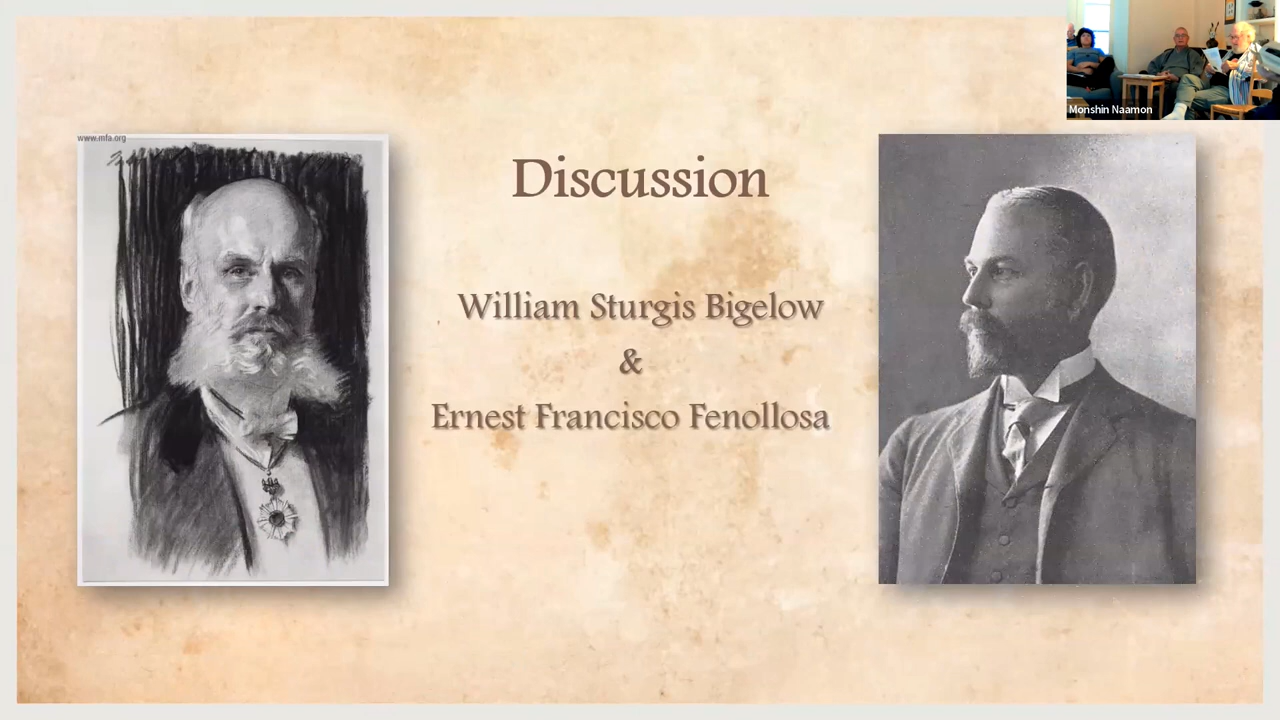 Monshin Naamon
www.mfa.org
Discussion
William Sturgis Bigelow
&
Ernest Francisco Fenollosa